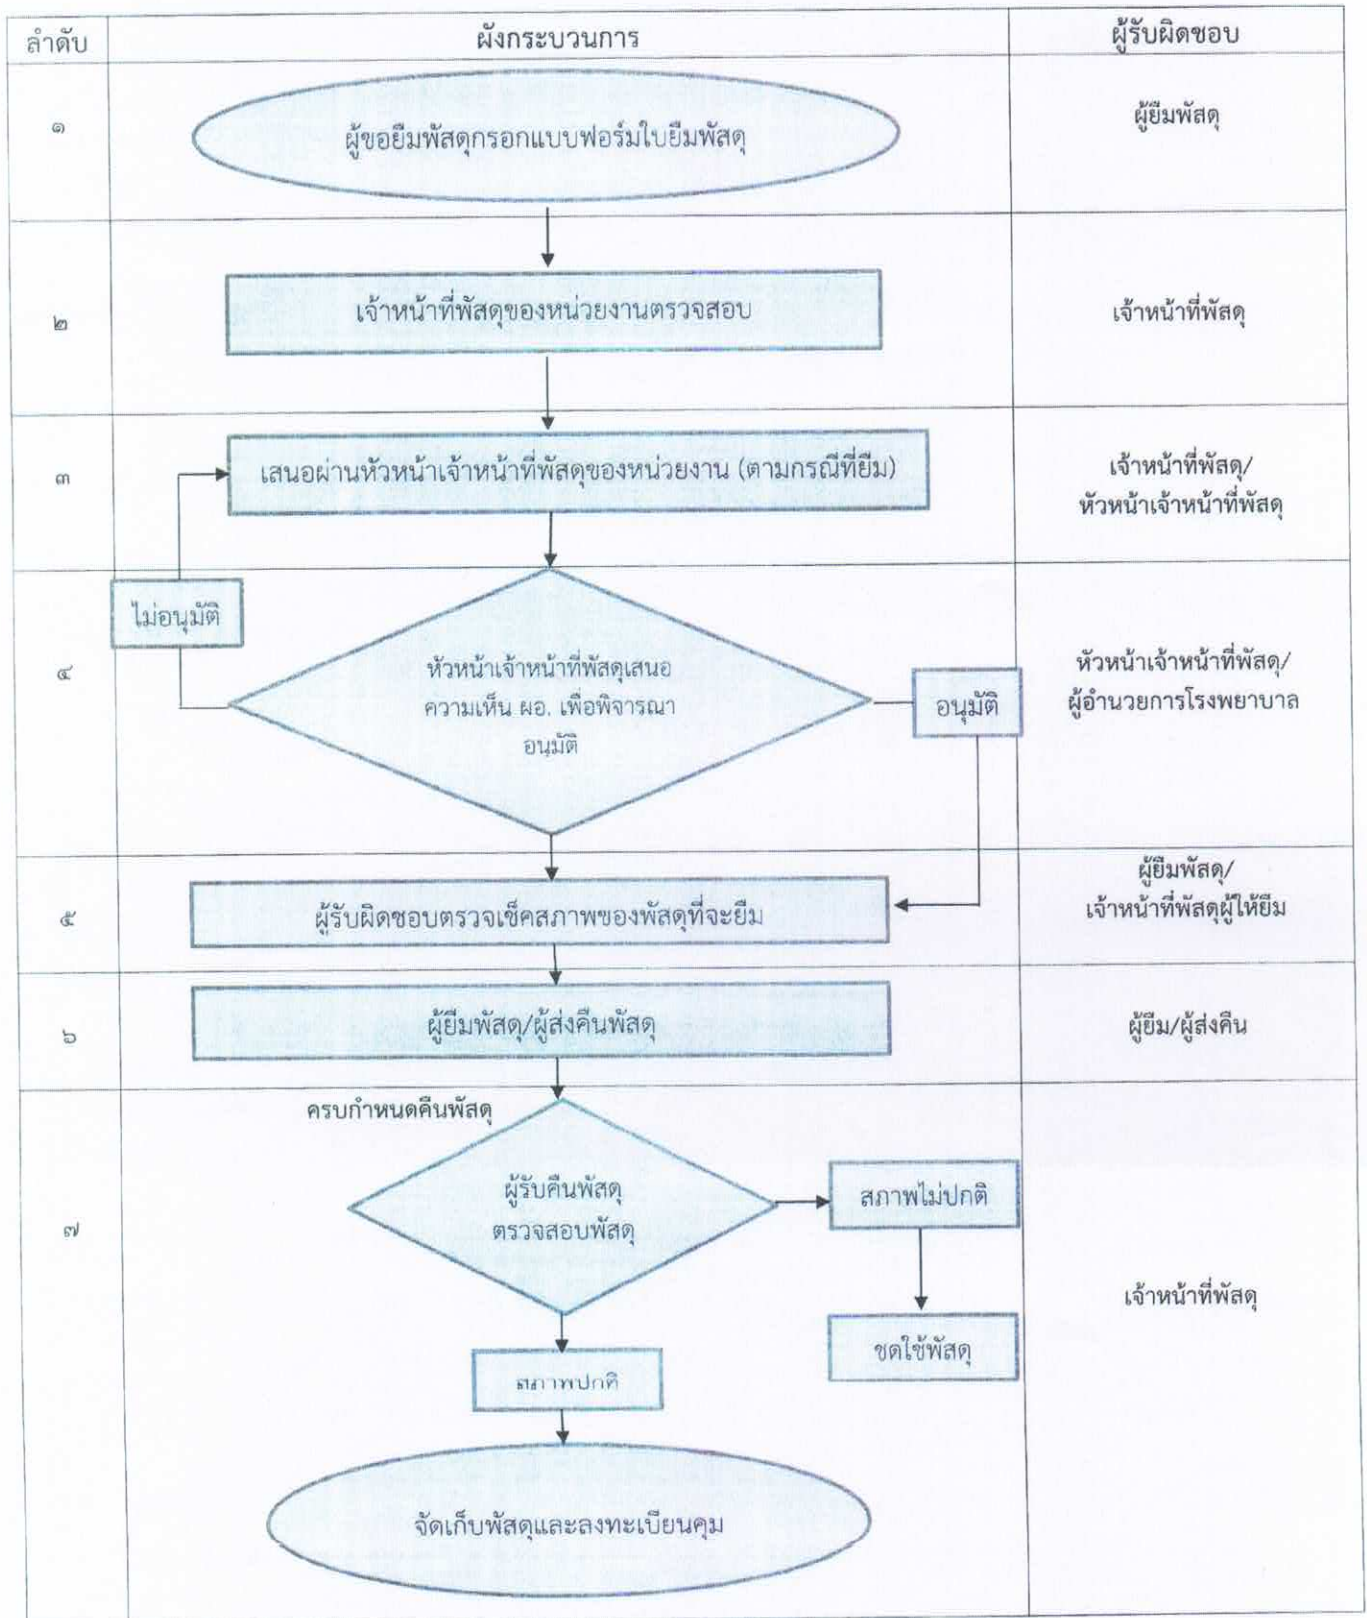 ลำดับ ผังกระบวนการ ผู้รับผิดชอบ
๑ ผู้ขอยืมพัสดุกรอกแบบฟอร์มใบยืมพัสดุ ผู้ยืมพัสดุ
๒ เจ้าหน้าที่พัสดุของหน่วยงานตรวจสอบ เจ้าหน้าที่พัสดุ
๓ เสนอผ่านหัวหน้าเจ้าหน้าที่พัสดุของหน่วยงาน (ตามกรณีที่ยืม) เจ้าหน้าที่พัสดุ/
หัวหน้าเจ้าหน้าที่พัสดุ
ไม่อนุมัติ
๔ หัวหน้าเจ้าหน้าที่พัสดุเสนอ หัวหน้าเจ้าหน้าที่พัสดุ/
ความเห็น ผอ. เพื่อพิจารณา อนุมัติ ผู้อำนวยการโรงพยาบาล
อนุมัติ
ผู้ยืมพัสดุ/
๕ ผู้รับผิดชอบตรวจเช็คสภาพของพัสดุที่จะยืม เจ้าหน้าที่พัสดุผู้ให้ยืม
๖ ผู้ยืมพัสดุ/ผู้ส่งคืนพัสดุ ผู้ยืม/ผู้ส่งคืน
ครบกำหนดคืนพัสดุ
ผู้รับคืนพัสดุ สภาพไม่ปกติ
๗ ตรวจสอบพัสดุ
เจ้าหน้าที่พัสดุ
ชดใช้พัสดุ
สภาพปกติ
จัดเก็บพัสดุและลงทะเบียนคุม